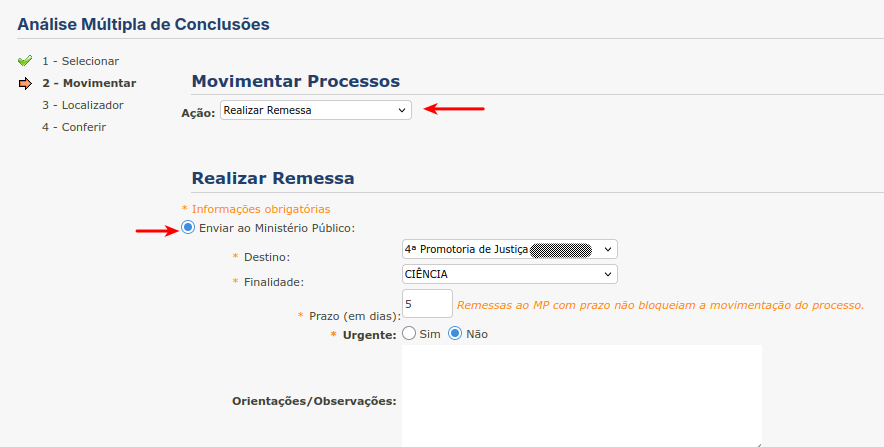 Análise Múltipla de Conclusões
1 - Selecionar
2 - Movimentar
3 - Localizador
4 - Conferir
Movimentar Processos
Ação: Realizar Remessa
Realizar Remessa
* Informações obrigatórias
Enviar ao Ministério Público:
* Destino: 4ª Promotoria de Justiça
* Finalidade: CIÊNCIA
* Prazo (em dias): 5 Remessas ao MP com prazo não bloqueiam a movimentação do processo.
* Urgente: Sim Não
Orientações/Observações: